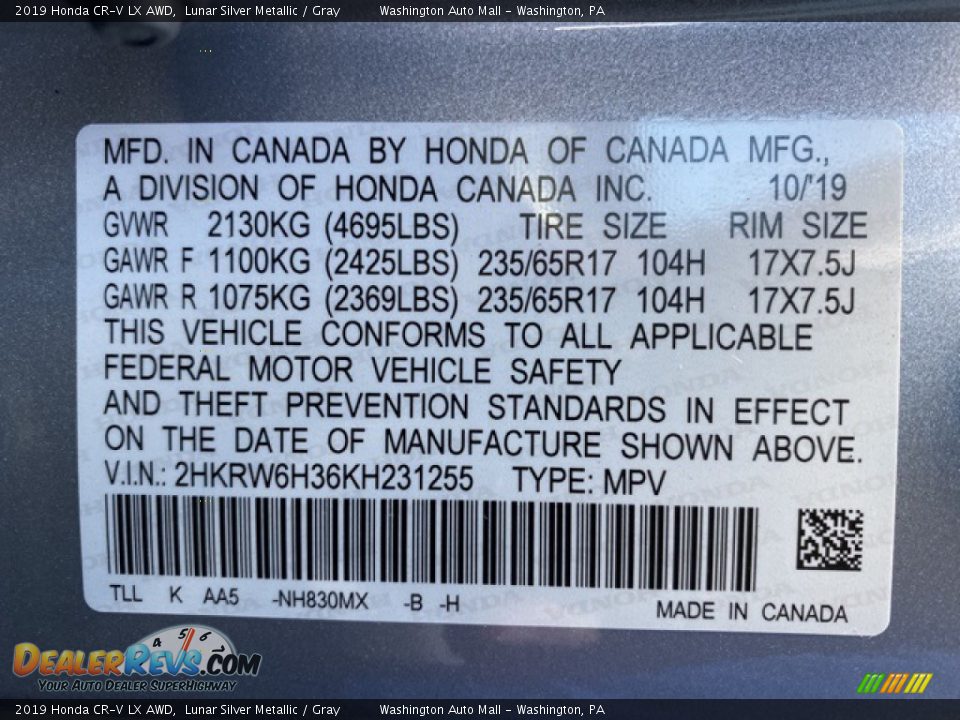 2019 Honda CR-V LX AWD,  Lunar Silver Metallic / Gray     Washington Auto Mall - Washington, PA
MFD. IN CANADA BY HONDA OF CANADA MFG.,
A DIVISION OF HONDA CANADA INC.     10/'19
GVWR  2130KG (4695LBS)  TIRE SIZE  RIM SIZE
GAWR F 1100KG (2425LBS) 235/65R17 104H  17X7.5J
GAWR R 1075KG (2369LBS) 235/65R17 104H  17X7.5J
THIS VEHICLE CONFORMS TO ALL APPLICABLE
FEDERAL MOTOR VEHICLE SAFETY
AND THEFT PREVENTION STANDARDS IN EFFECT
ON THE DATE OF MANUFACTURE SHOWN ABOVE.
V.I.N.: 2HKRW6H36KH231255  TYPE: MPV
TLL  K  AA5  -NH830MX  -B  -H
MADE IN CANADA
4 5 6
DEALERREVS.COM
YOUR AUTO DEALER SUPERHIGHWAY
2019 Honda CR-V LX AWD,  Lunar Silver Metallic / Gray     Washington Auto Mall - Washington, PA